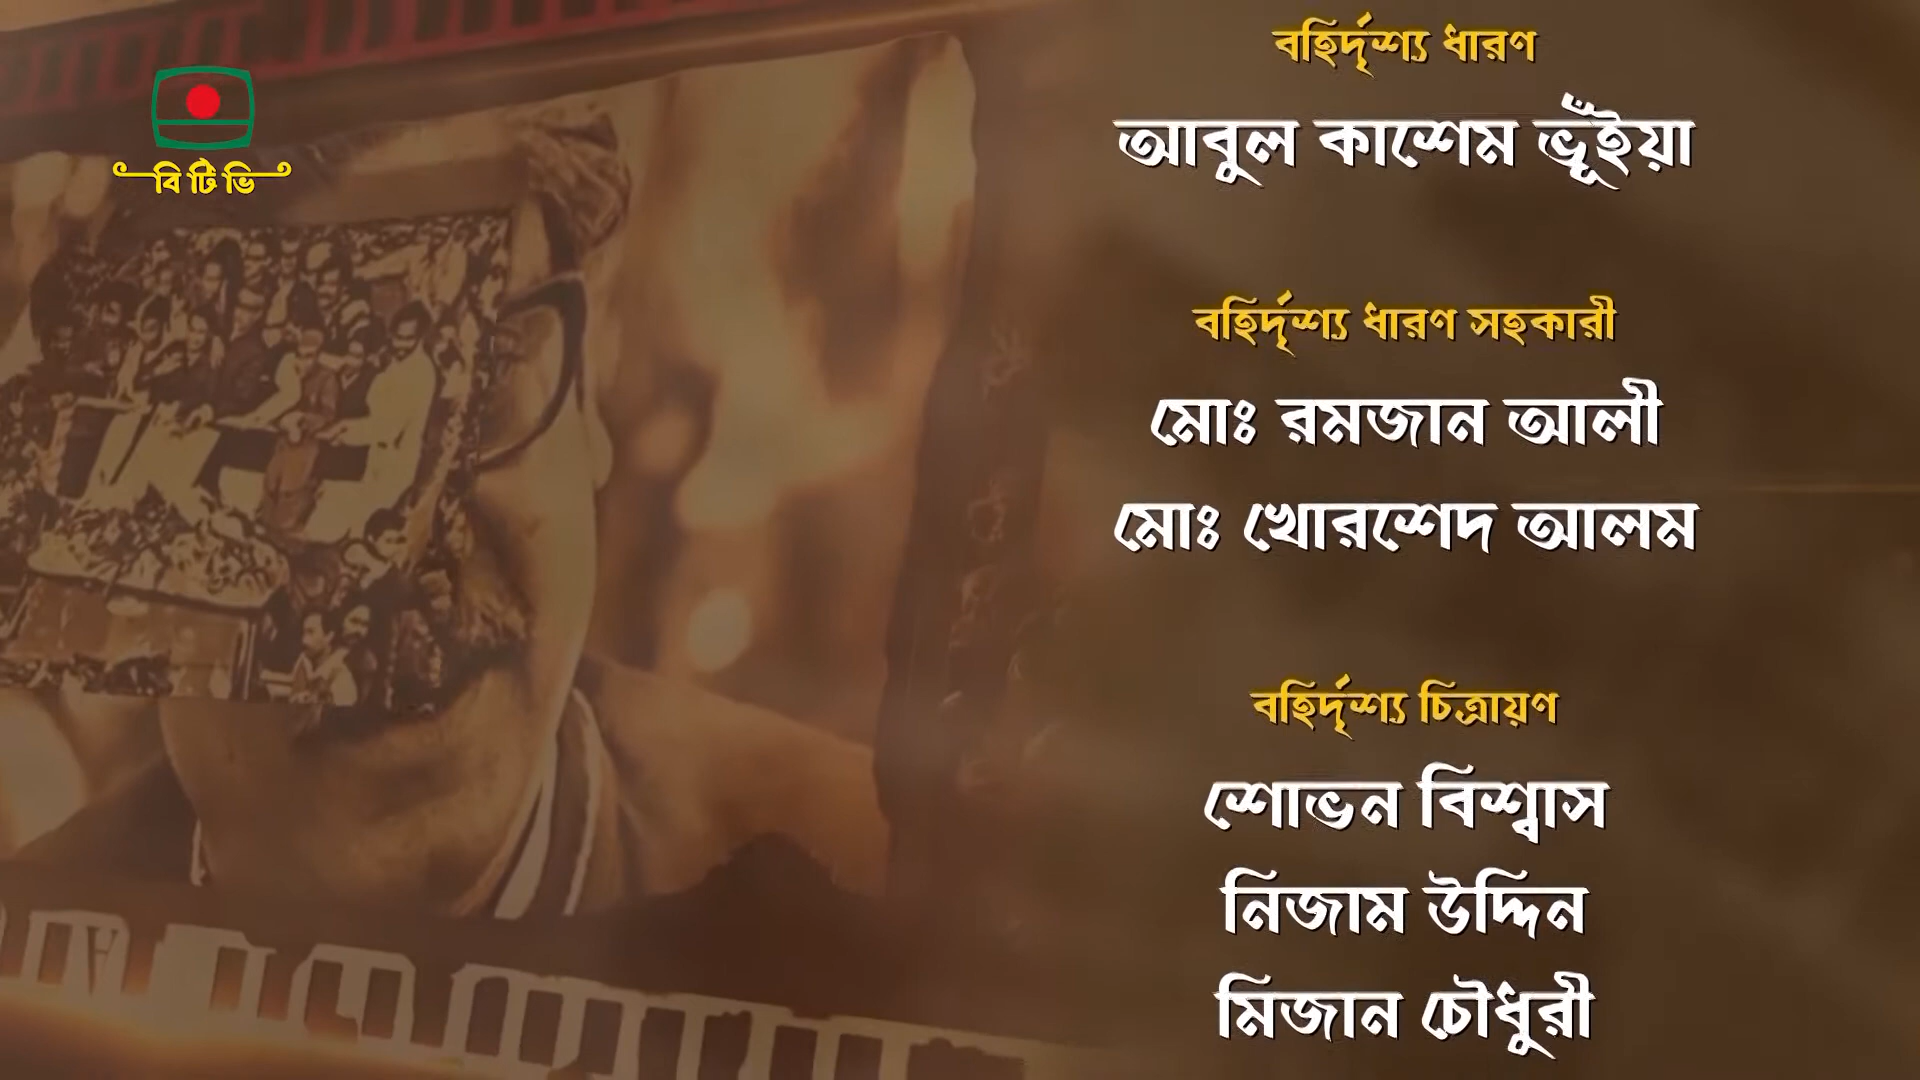 বিটিভি
বহির্দৃশ্য ধারণ
আবুল কাশেম ভূঁইয়া
বহির্দৃশ্য ধারণ সহকারী
মোঃ রমজান আলী
মোঃ খোরশেদ আলম
বহির্দৃশ্য চিত্রায়ণ
শোভন বিশ্বাস
নিজাম উদ্দিন
মিজান চৌধুরী